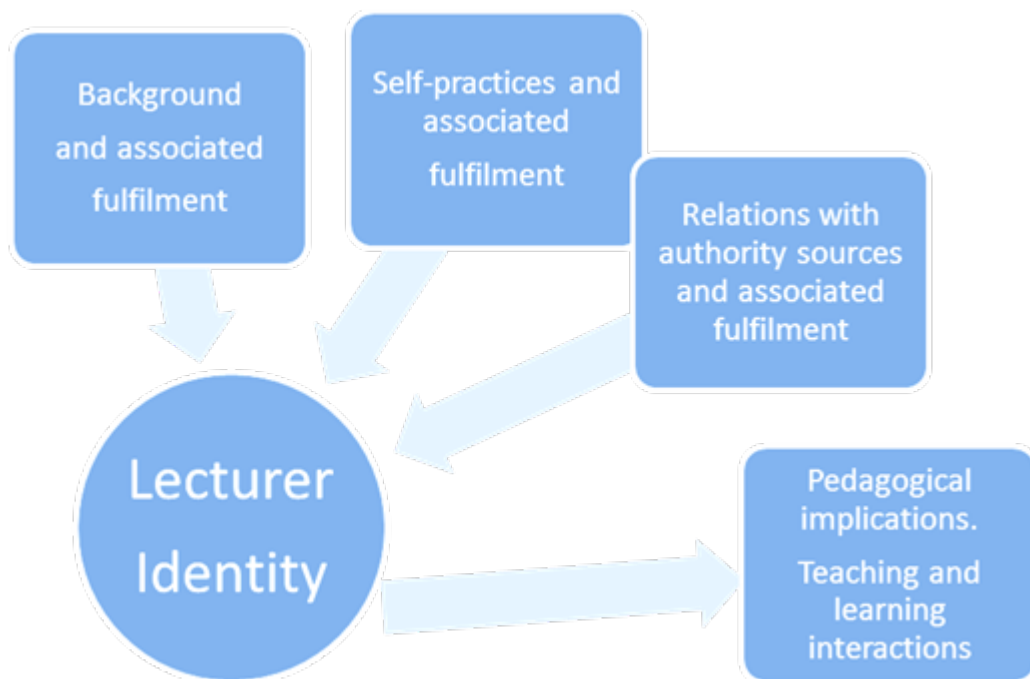 Background
and associated
fulfilment
Self-practices and
associated
fulfilment
Relations with
authority sources
and associated
fulfilment
Lecturer
Identity
Pedagogical
implications.
Teaching and
learning
interactions